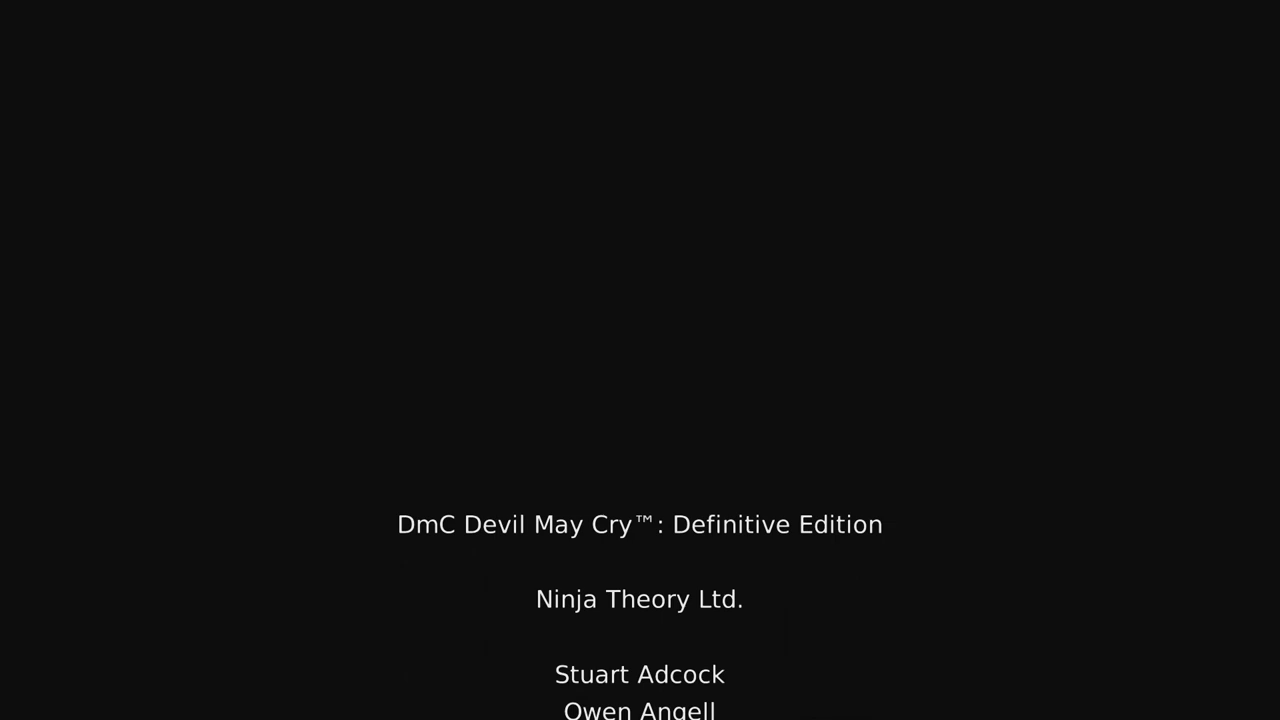 DmC Devil May Cry™: Definitive Edition
Ninja Theory Ltd.
Stuart Adcock
Owen Angell